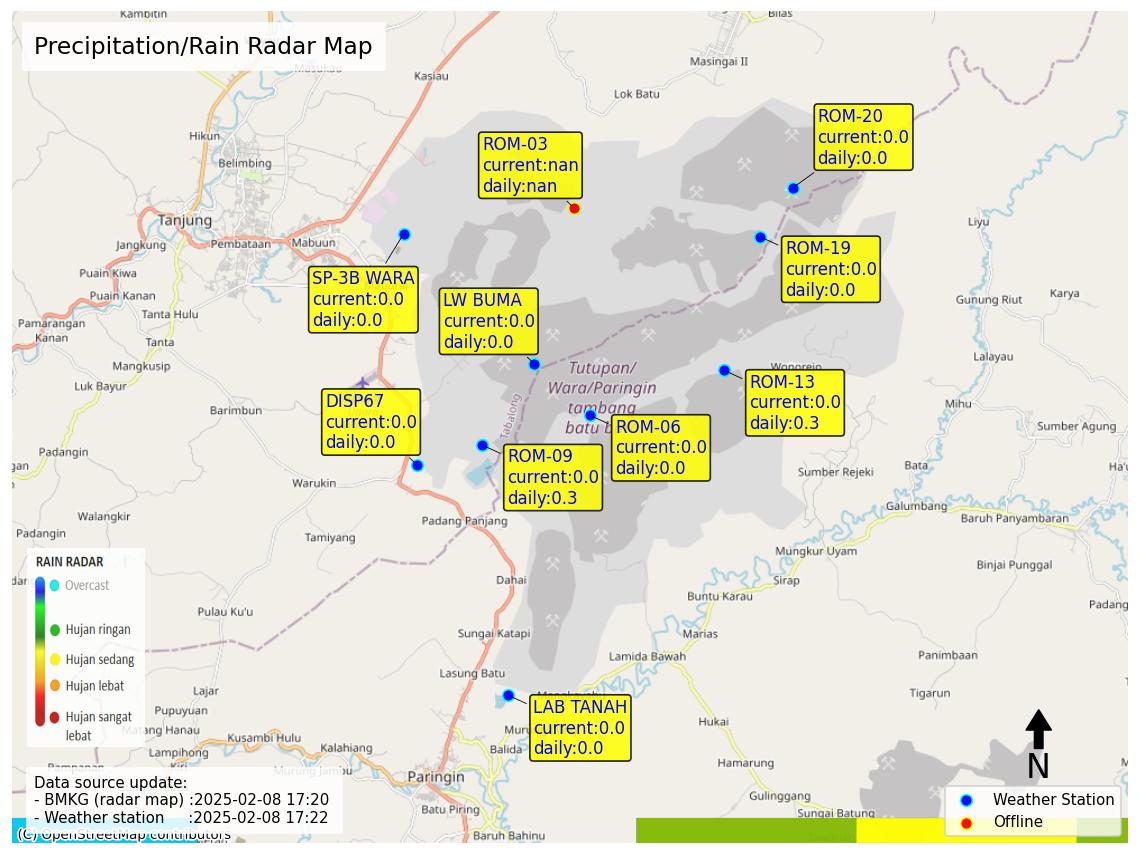 Kambitin
Bilas
Precipitation/Rain Radar Map
Masukau
Kasiau
Masingai II
Lok Batu
ROM-20
current:0.0
daily:0.0
ROM-03
current:nan
daily:nan
Hikun
Belimbing
Tanjung
Jangkung
Pembataan
Mabuun
Liyu
ROM-19
current:0.0
daily:0.0
SP-3B WARA
current:0.0
daily:0.0
LW BUMA
current:0.0
daily:0.0
Puain Kiwa
Puain Kanan
Tanta Hulu
Pamarangan
Kanan
Tanta
Gunung Riut
Karya
Mangkusip
Luk Bayur
Lalayau
Tutupan/
Wara/Paringin
tambang
batu b
Wonorejo
ROM-13
current:0.0
daily:0.3
DISP67
current:0.0
daily:0.0
Tabalong
Barimbun
Mihu
ROM-06
current:0.0
daily:0.0
Sumber Agung
ROM-09
current:0.0
daily:0.3
Padangin
Bata
Sumber Rejeki
Warukin
Galumbang
Baruh Panyambaran
Walangkir
Padang Panjang
Padangin
Tamiyang
Mungkur Uyam
Binjai Punggal
RAIN RADAR
Overcast
Hujan ringan
Hujan sedang
Hujan lebat
Hujan sangat
lebat
Dahai
Sirap
Buntu Karau
Padang
Pulau Ku'u
Sungai Katapi
Marias
Lamida Bawah
Panimbaan
Lasung Batu
Lajar
Tigarun
Pupuyuan
LAB TANAH
current:0.0
daily:0.0
Matang Hanau
Kusambi Hulu
Lampihong
Kalahiang
Balida
Hukai
Hamarung
Murung Jambu
Paringin
N
Data source update:
- BMKG (radar map) :2025-02-08 17:20
- Weather station :2025-02-08 17:22
Batu Piring
Gulinggang
Sungai Batung
Baruh Bahinu
Weather Station
Offline
(C) OpenStreetMap contributors